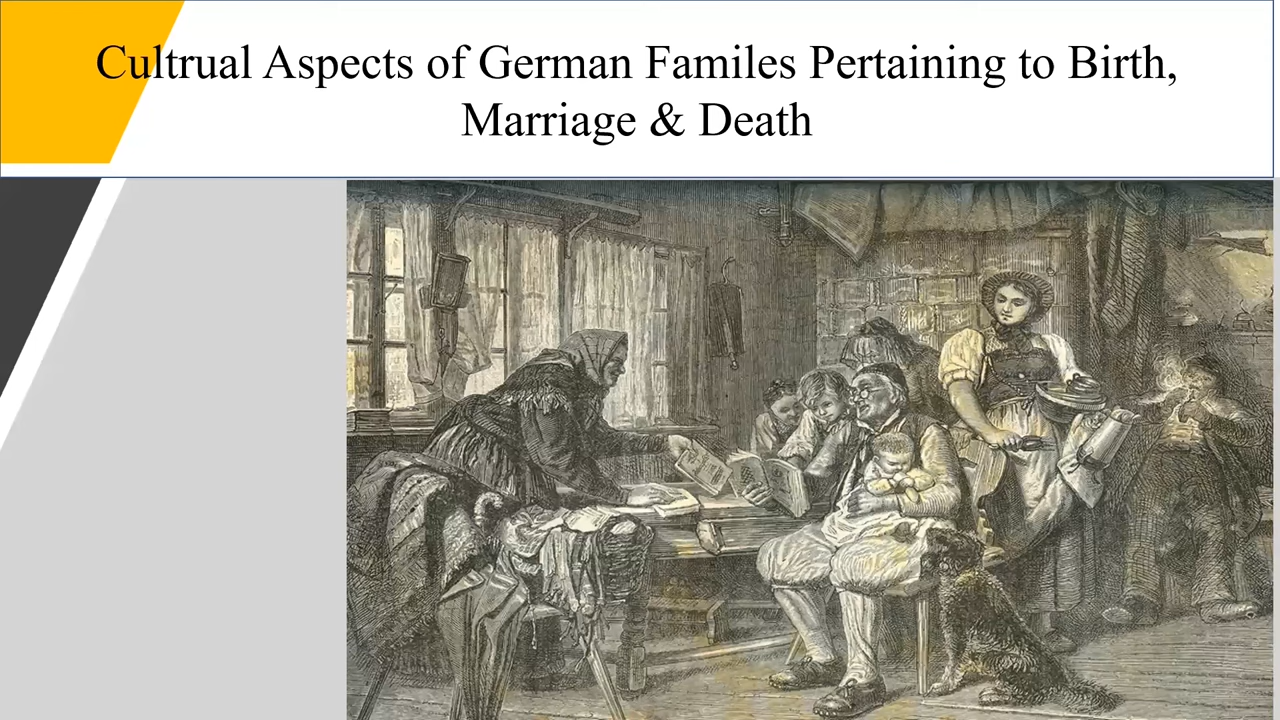 Cultrual Aspects of German Familes Pertaining to Birth,
Marriage & Death